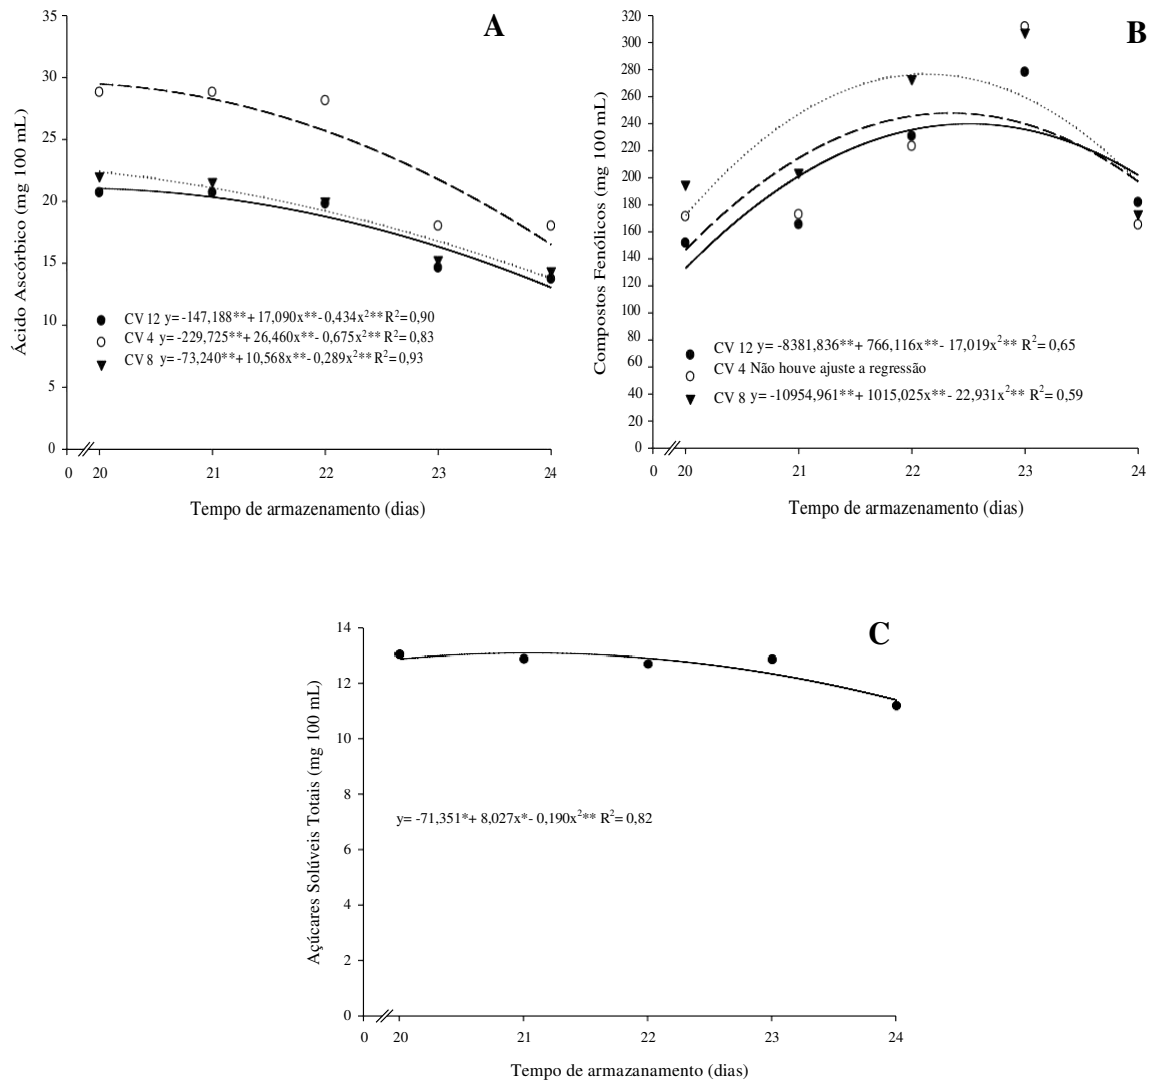 A
Ácido Ascórbico (mg 100 mL)
35
30
25
20
15
10
5
0
CV 12 y= -147,188**+ 17,090x**- 0,434x²** R²= 0,90
CV 4 y= -229,725**+ 26,460x**- 0,675x²** R²= 0,83
CV 8 y= -73,240**+ 10,568x**- 0,289x²** R²= 0,93
0 20 21 22 23 24
Tempo de armazenamento (dias)
B
Compostos Fenólicos (mg 100 mL)
320
300
280
260
240
220
200
180
160
140
120
100
80
60
40
20
0
CV 12 y= -8381,836**+ 766,116x**- 17,019x²** R²= 0,65
CV 4 Não houve ajuste a regressão
CV 8 y= -10954,961**+ 1015,025x**- 22,931x²** R²= 0,59
0 20 21 22 23 24
Tempo de armazenamento (dias)
C
Açúcares Solúveis Totais (mg 100 mL)
14
12
10
8
6
4
2
0
y= -71,351*+ 8,027x*- 0,190x²** R²= 0,82
0 20 21 22 23 24
Tempo de armazanamento (dias)